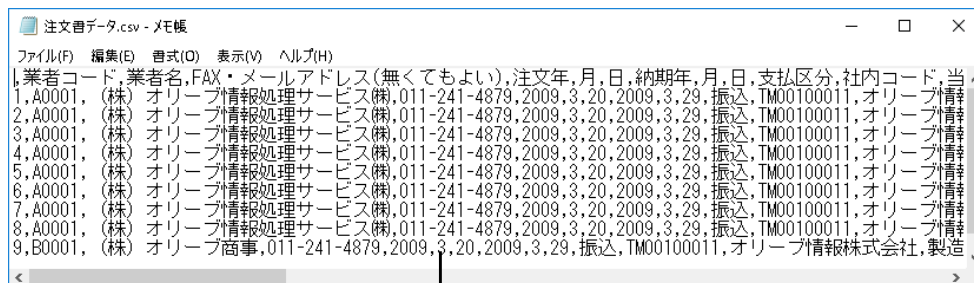 注文書データ.csv - メモ帳
ファイル(F) 編集(E) 書式(O) 表示(V) ヘルプ(H)
,業者コード,業者名,FAX・メールアドレス(無くてもよい),注文年,月,日,納期年,月,日,支払区分,社内コード,当
1,A0001, (株) オリーブ情報処理サービス㈱,011-241-4879,2009,3,20,2009,3,29,振込,TM00100011,オリーブ情報
2,A0001, (株) オリーブ情報処理サービス㈱,011-241-4879,2009,3,20,2009,3,29,振込,TM00100011,オリーブ情報
3,A0001, (株) オリーブ情報処理サービス㈱,011-241-4879,2009,3,20,2009,3,29,振込,TM00100011,オリーブ情報
4,A0001, (株) オリーブ情報処理サービス㈱,011-241-4879,2009,3,20,2009,3,29,振込,TM00100011,オリーブ情報
5,A0001, (株) オリーブ情報処理サービス㈱,011-241-4879,2009,3,20,2009,3,29,振込,TM00100011,オリーブ情報
6,A0001, (株) オリーブ情報処理サービス㈱,011-241-4879,2009,3,20,2009,3,29,振込,TM00100011,オリーブ情報
7,A0001, (株) オリーブ情報処理サービス㈱,011-241-4879,2009,3,20,2009,3,29,振込,TM00100011,オリーブ情報
8,A0001, (株) オリーブ情報処理サービス㈱,011-241-4879,2009,3,20,2009,3,29,振込,TM00100011,オリーブ情報
9,B0001, (株) オリーブ商事,011-241-4879,2009,3,20,2009,3,29,振込,TM00100011,オリーブ情報株式会社,製造